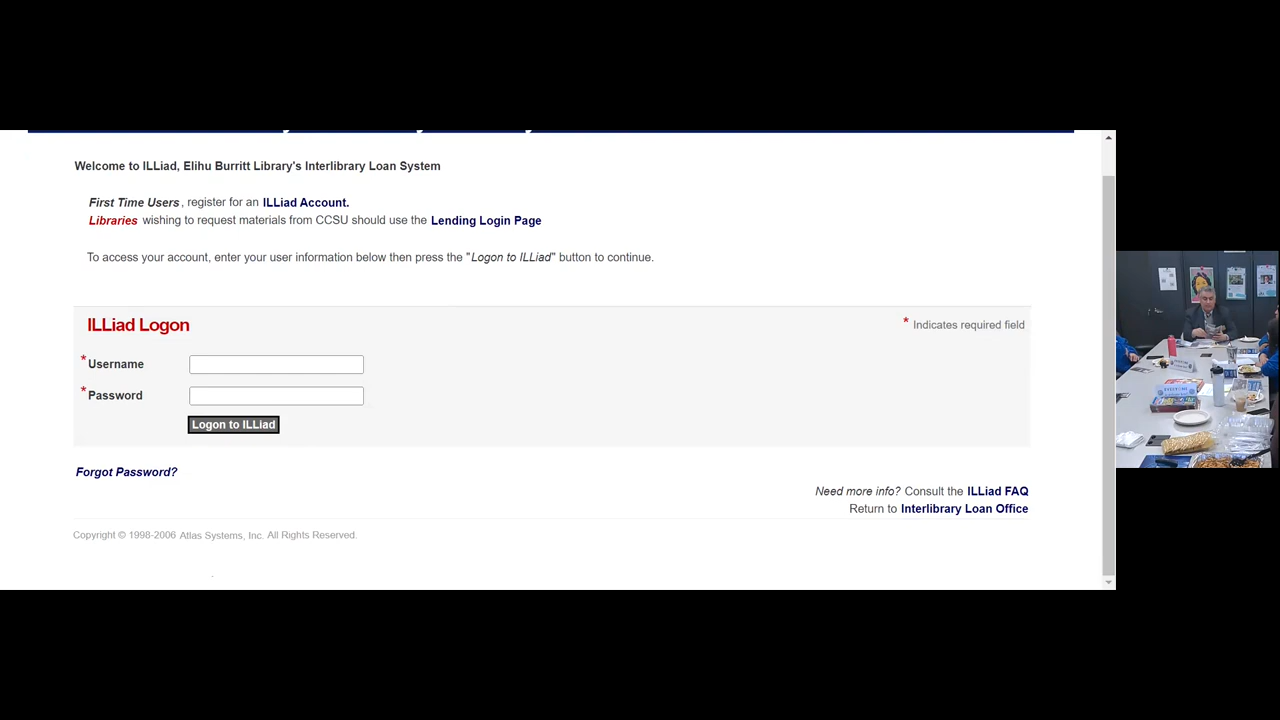 Welcome to ILLiad, Elihu Burritt Library's Interlibrary Loan System
First Time Users, register for an ILLiad Account.
Libraries wishing to request materials from CCSU should use the Lending Login Page
To access your account, enter your user information below then press the "Logon to ILLiad" button to continue.
ILLiad Logon
* Indicates required field
* Username
* Password
Logon to ILLiad
Forgot Password?
Need more info? Consult the ILLiad FAQ
Return to Interlibrary Loan Office
Copyright © 1998-2006 Atlas Systems, Inc. All Rights Reserved.